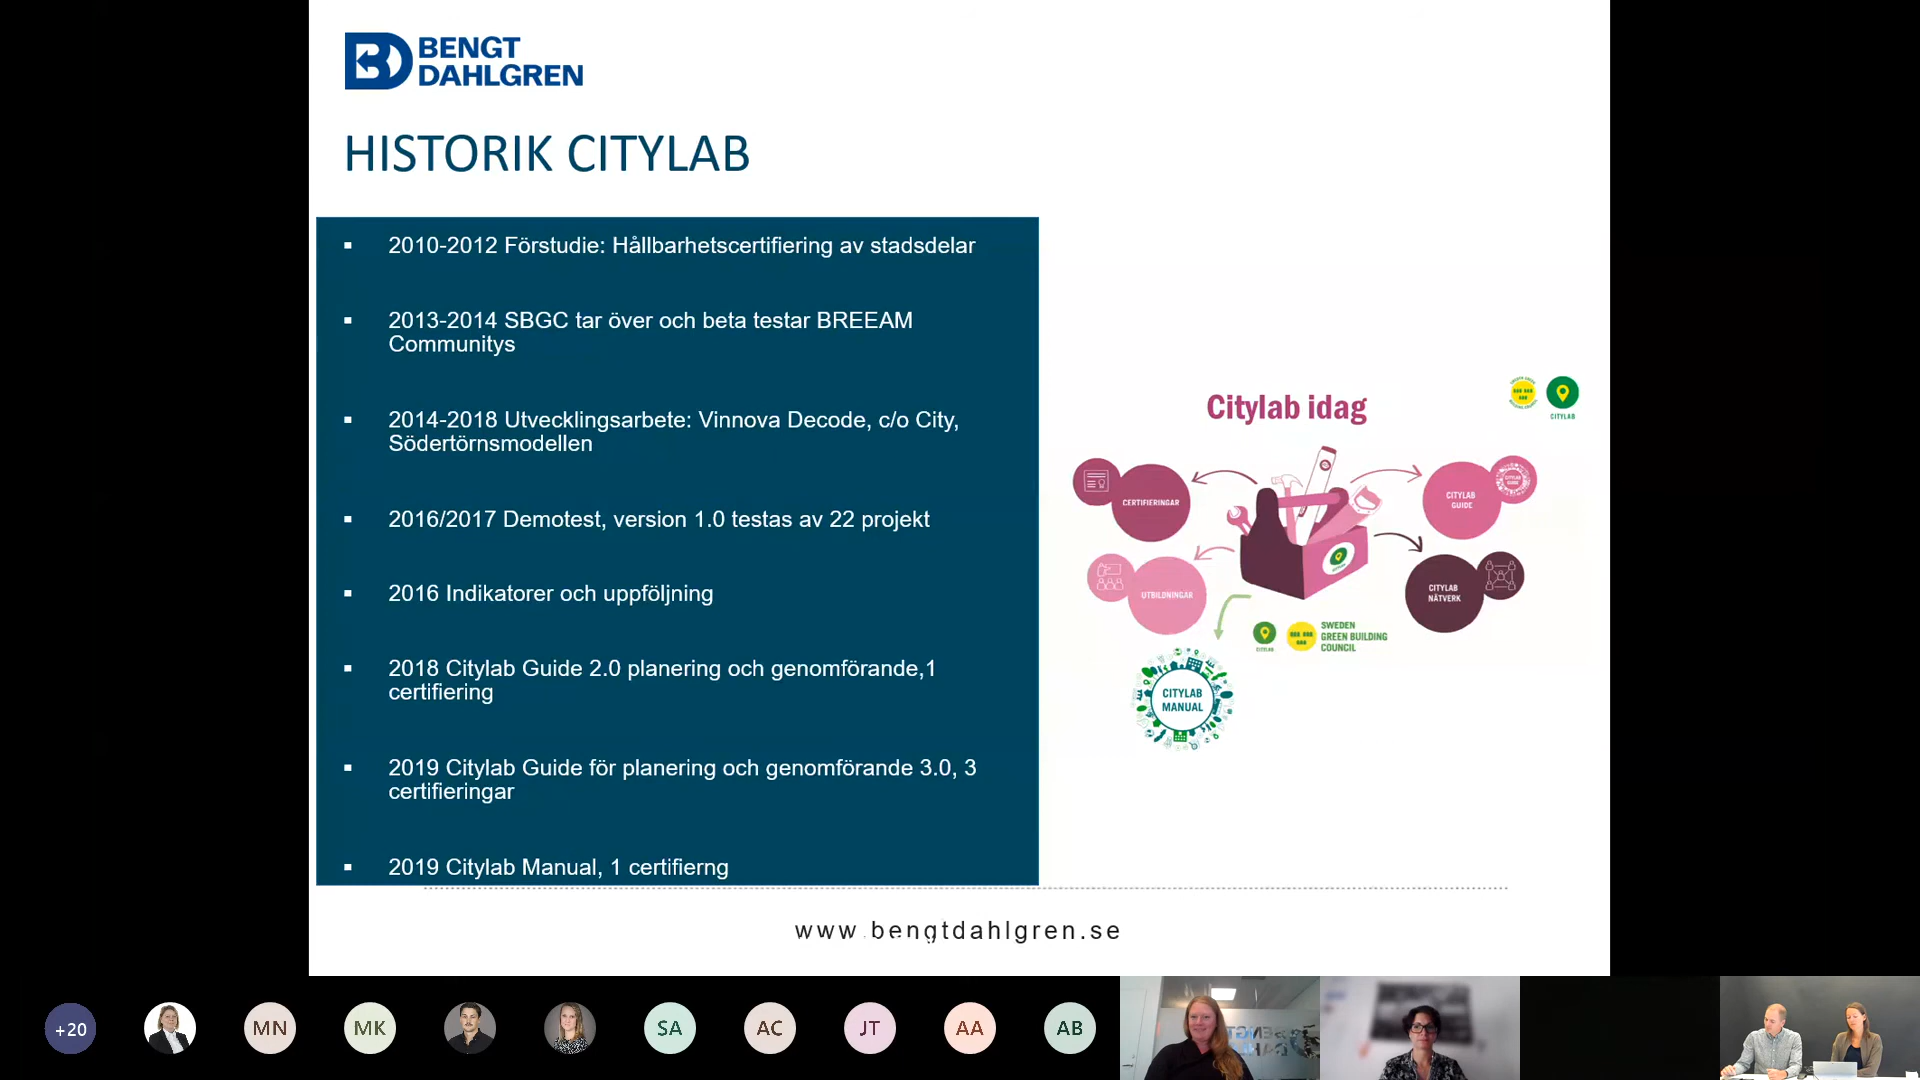 BENGT
DAHLGREN
HISTORIK CITYLAB
2010-2012 Förstudie: Hållbarhetscertifiering av stadsdelar
2013-2014 SBGC tar över och beta testar BREEAM
Communitys
2014-2018 Utvecklingsarbete: Vinnova Decode, c/o City,
Södertörnsmodellen
2016/2017 Demotest, version 1.0 testas av 22 projekt
2016 Indikatorer och uppföljning
2018 Citylab Guide 2.0 planering och genomförande,1
certifiering
2019 Citylab Guide för planering och genomförande 3.0, 3
certifieringar
2019 Citylab Manual, 1 certifierng
Citylab idag
CITYLAB
CERTIFIERINGAR
CITYLAB
GUIDE
CITYLAB
GUIDE
UTBILDNINGAR
CITYLAB
NÄTVERK
CITYLAB
SWEDEN
GREEN BUILDING
COUNCIL
CITYLAB
MANUAL
www.bengtdahlgren.se
+20
MN
MK
SA
AC
JT
AA
AB